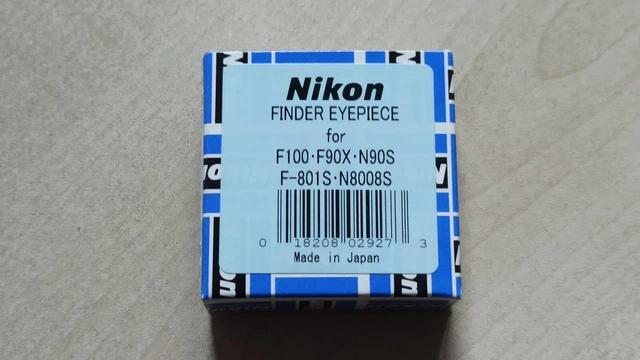 Nikon
FINDER EYEPIECE
for
F100·F90X·N90S
F-801S·N8008S
0 18208 02927 3
Made in Japan